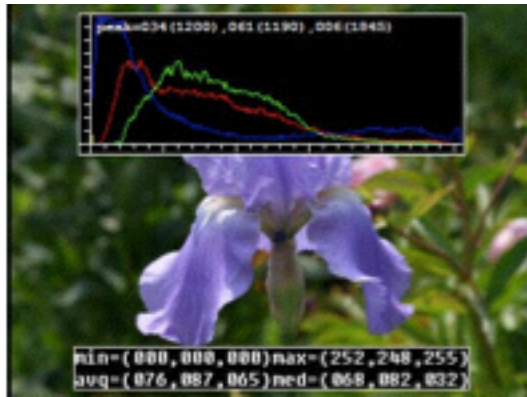 peak=034(1200),061(1190),006(1845)
min=(000,000,000)max=(252,248,255)
avg=(076,087,065)med=(068,082,032)